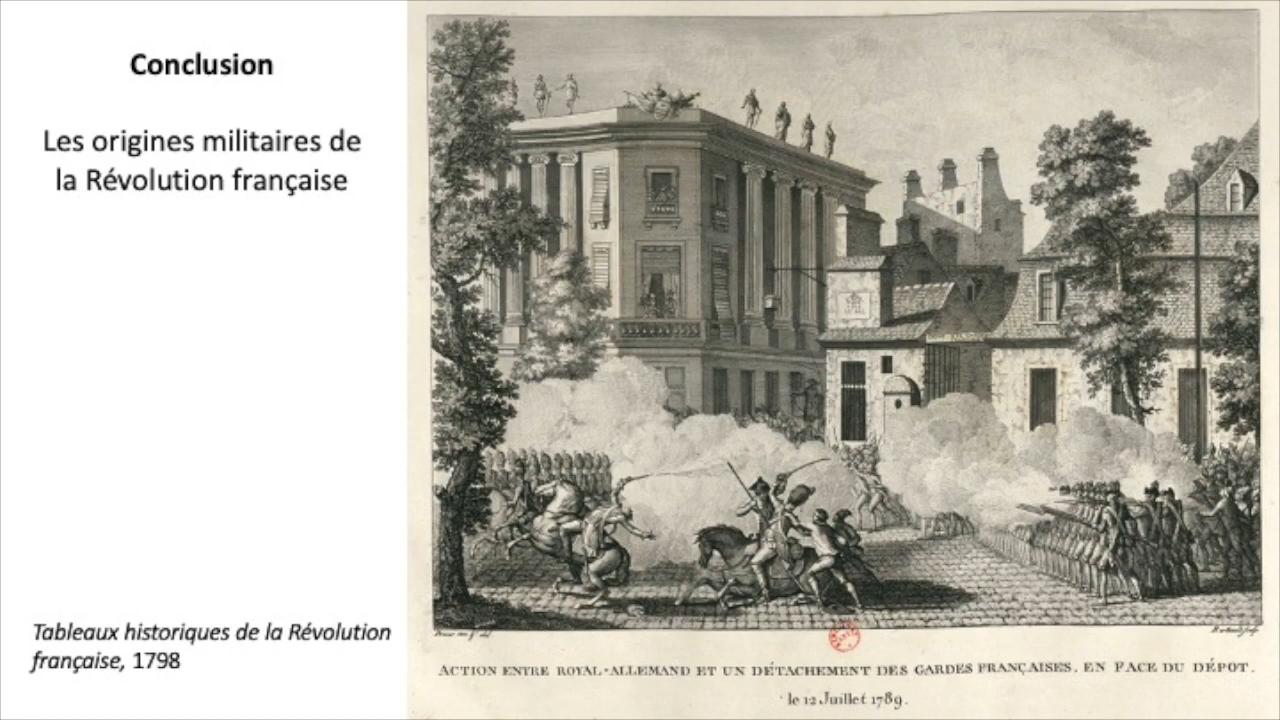 Conclusion
Les origines militaires de
la Révolution française
Tableaux historiques de la Révolution
française, 1798
ACTION ENTRE ROYAL-ALLEMAND ET UN DÉTACHEMENT DES GARDES FRANÇAISES, EN FACE DU DÉPOT.
le 12 Juillet 1789.